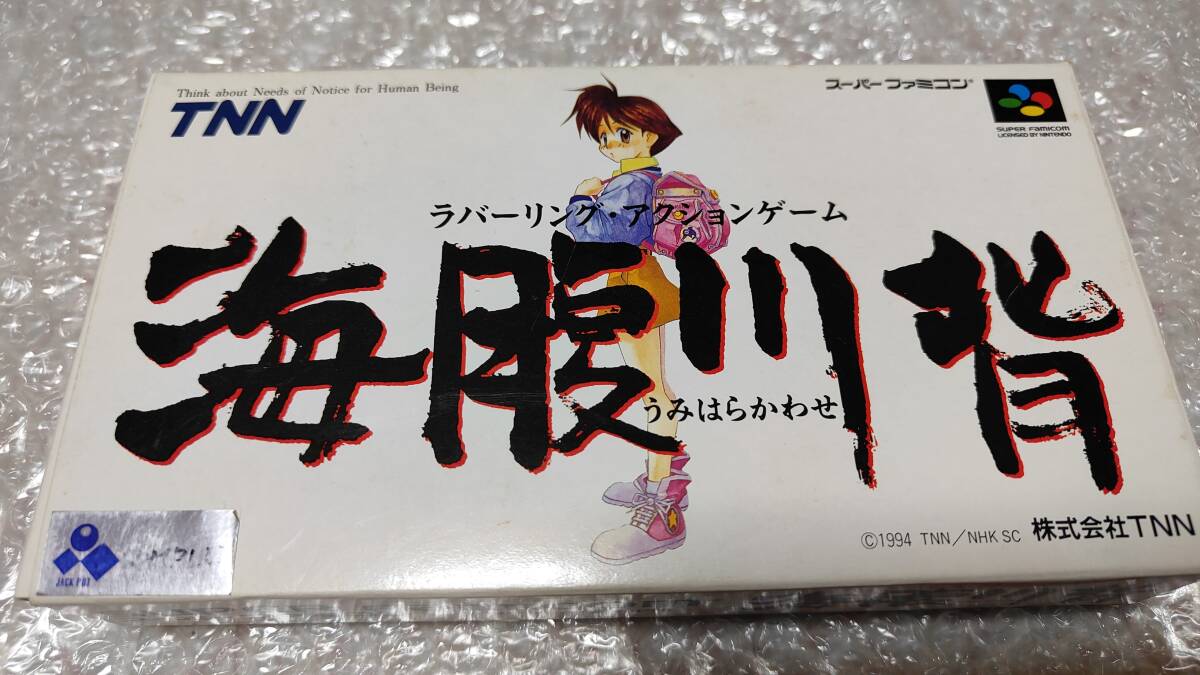 Think about Needs of Notice for Human Being
TNN
スーパーファミコン
SUPER FAMICOM
LICENSED BY NINTENDO
ラバーリング・アクションゲーム
海腹川背
うみはらかわせ
©1994 TNN/NHK SC 株式会社TNN
JACK POT